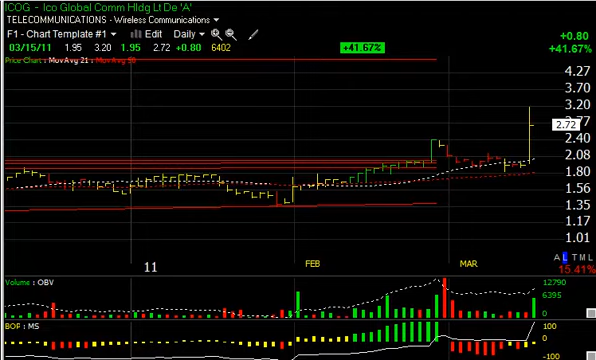 ICOG - Ico Global Comm Hldg Lt De 'A'
TELECOMMUNICATIONS - Wireless Communications
F1 - Chart Template #1 Edit Daily +0.80
03/15/11 1.95 3.20 1.95 2.72 +0.80 6402 +41.67% +41.67%
Price Chart : MovAvg 21 : MovAvg 50
4.27
3.70
3.20
2.77
2.72
2.40
2.08
1.80
1.56
1.35
1.17
1.01
A L T M L
11 FEB MAR
15.41%
Volume : OBV
12790
6395
0
BOP : MS
100
0
-100